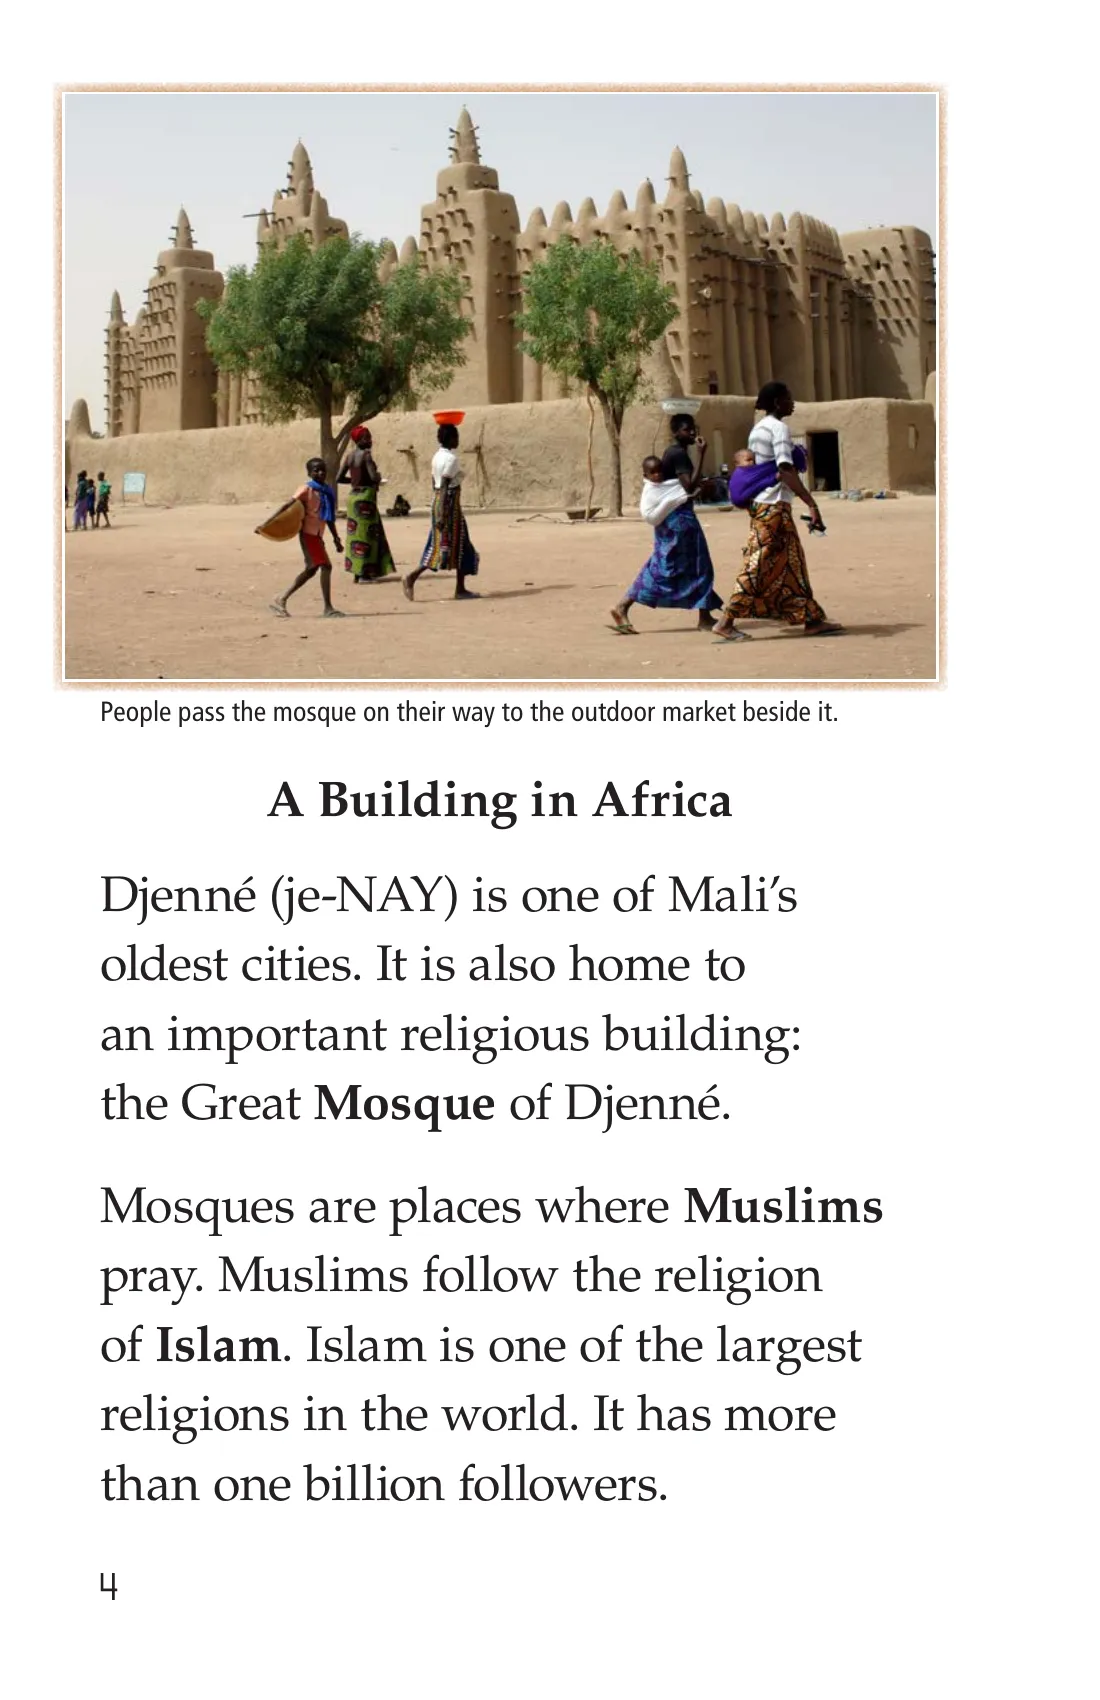 People pass the mosque on their way to the outdoor market beside it.
A Building in Africa
Djenné (je-NAY) is one of Mali’s
oldest cities. It is also home to
an important religious building:
the Great Mosque of Djenné.
Mosques are places where Muslims
pray. Muslims follow the religion
of Islam. Islam is one of the largest
religions in the world. It has more
than one billion followers.
4